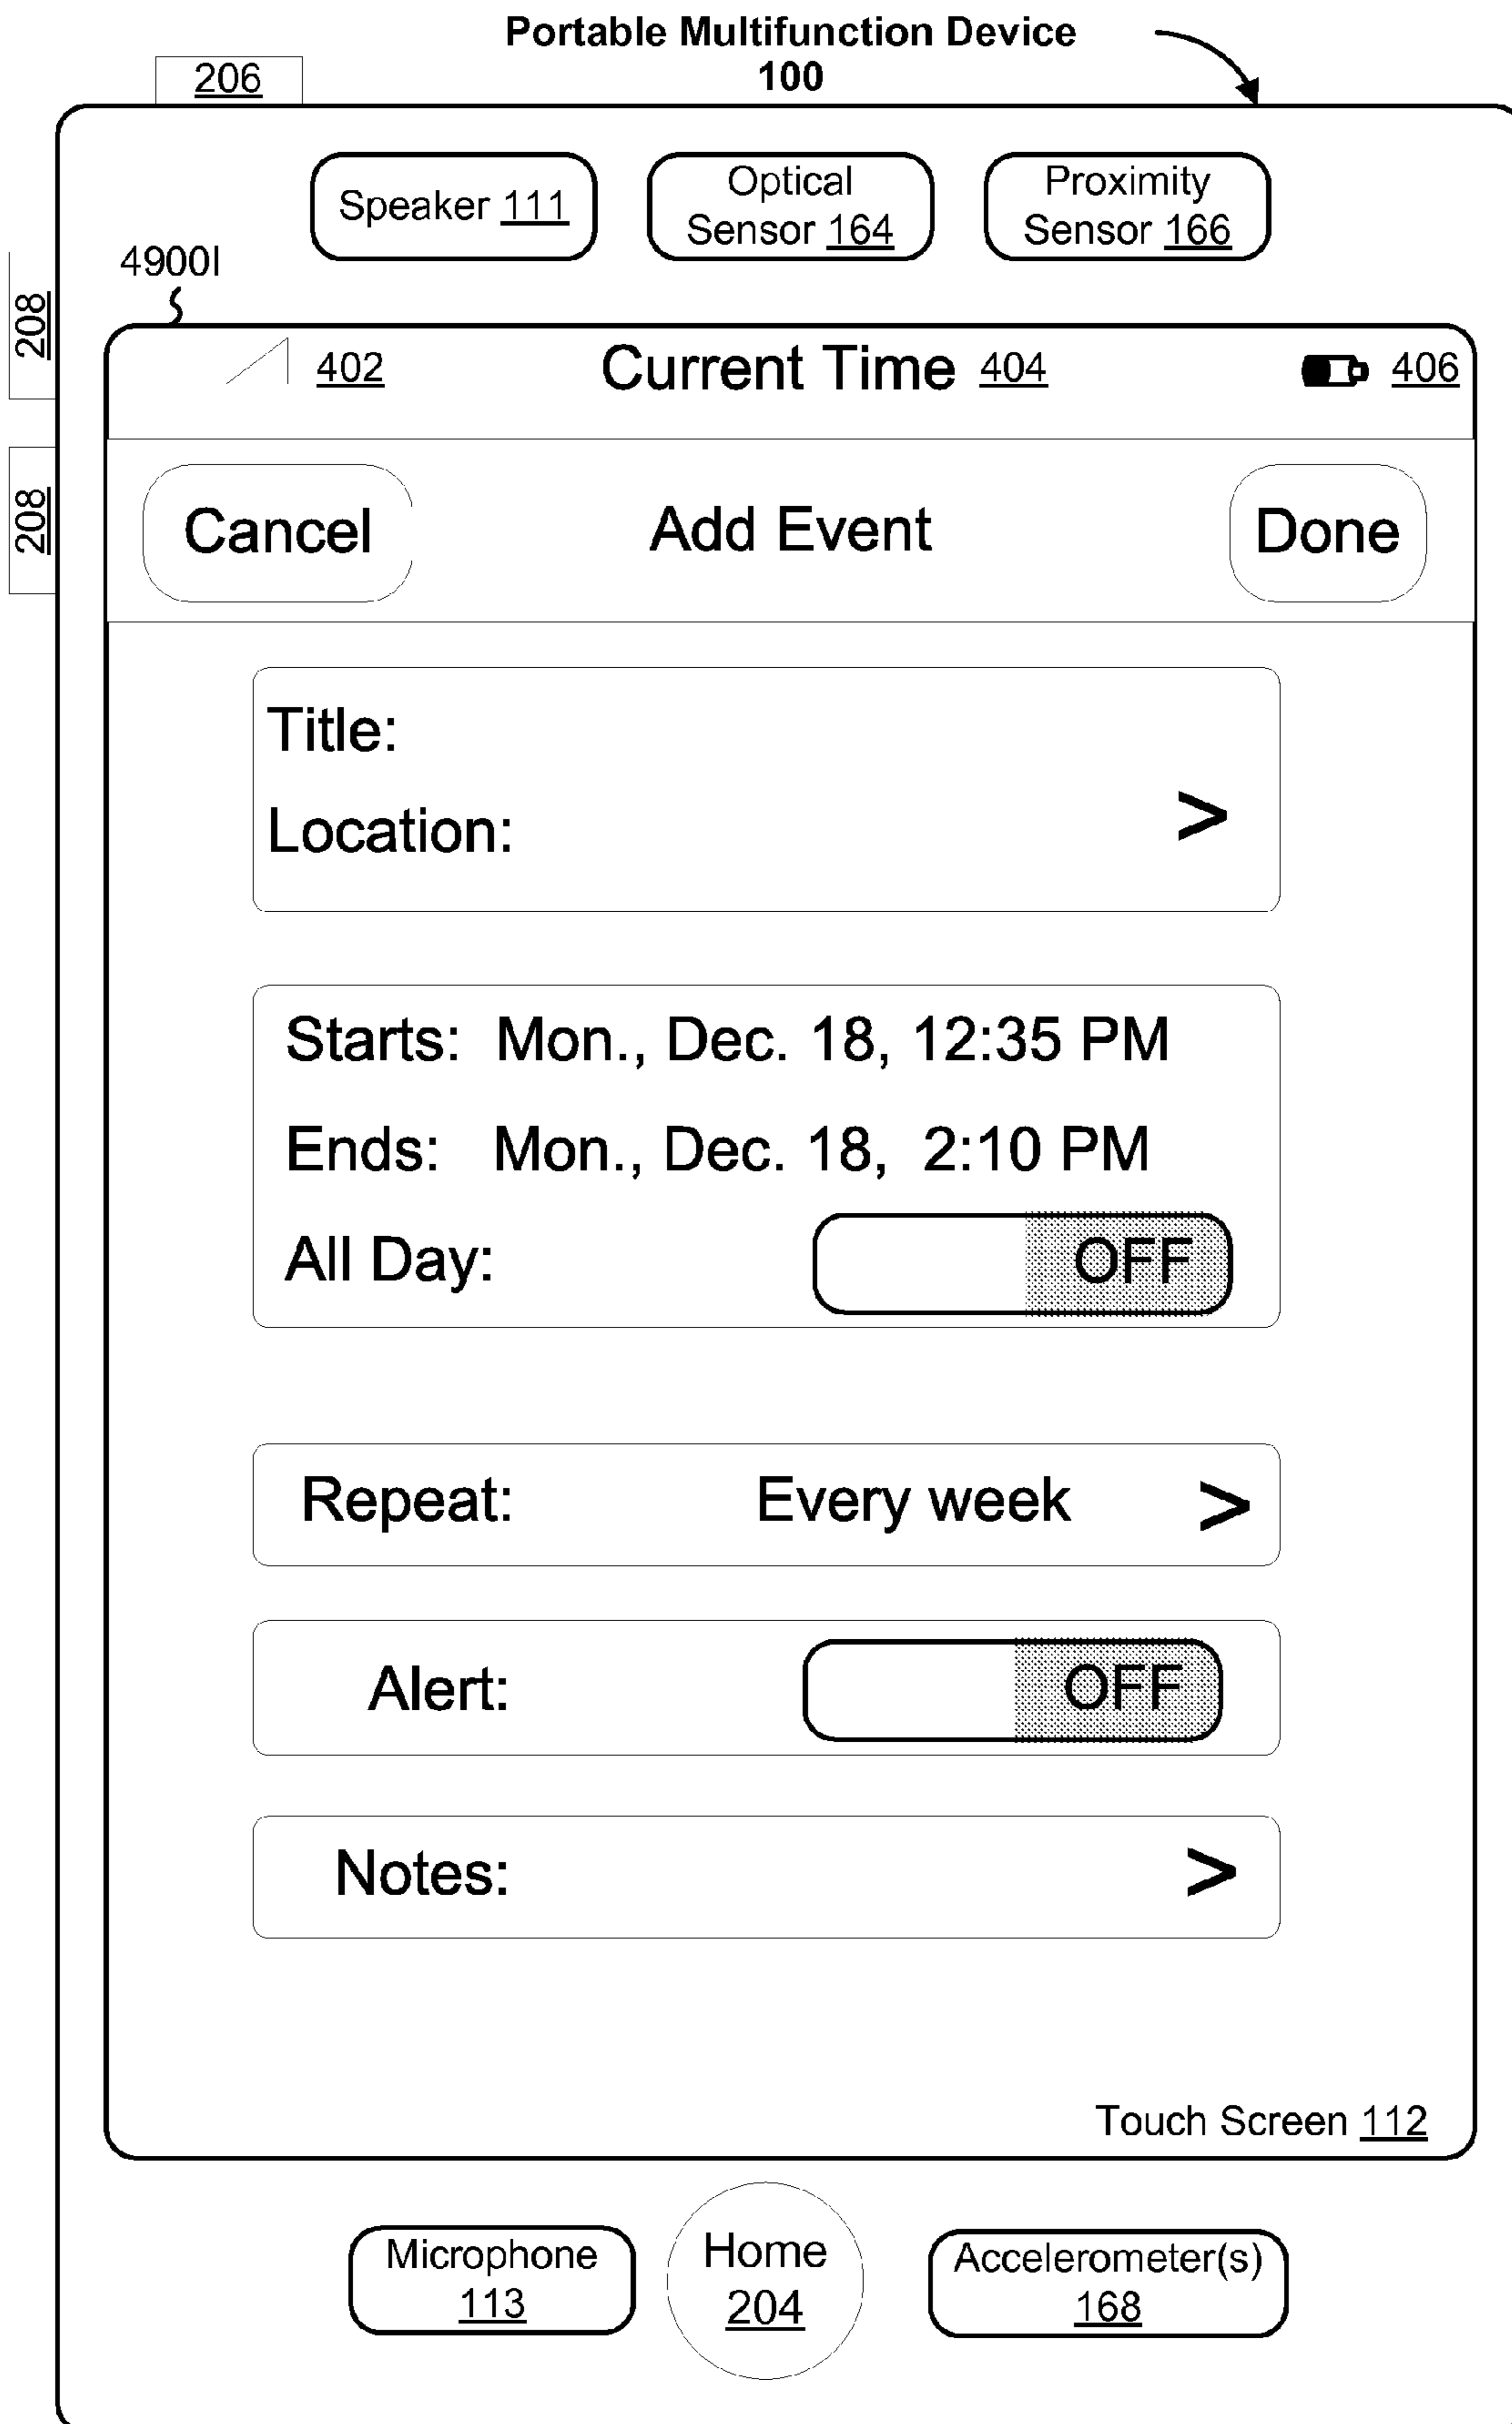 Portable Multifunction Device
100
206
Speaker 111
Optical
Sensor 164
Proximity
Sensor 166
4900I
208
402
Current Time 404
406
208
Cancel
Add Event
Done
Title:
Location:
>
Starts: Mon., Dec. 18, 12:35 PM
Ends: Mon., Dec. 18, 2:10 PM
All Day:
OFF
Repeat:
Every week
>
Alert:
OFF
Notes:
>
Touch Screen 112
Microphone
113
Home
204
Accelerometer(s)
168